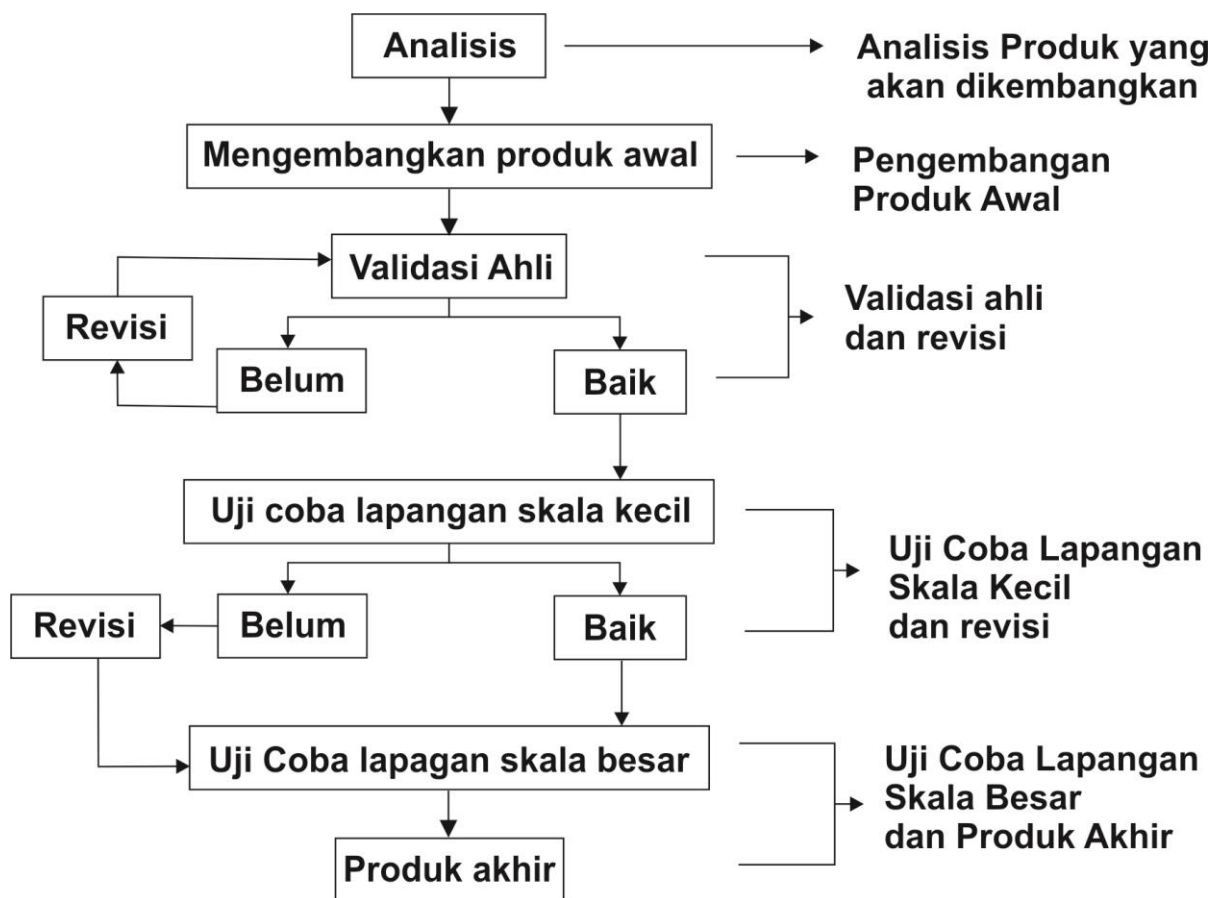 Analisis
Analisis Produk yang
akan dikembangkan
Mengembangkan produk awal
Pengembangan
Produk Awal
Validasi Ahli
Revisi
Belum
Baik
Validasi ahli
dan revisi
Uji coba lapangan skala kecil
Revisi
Belum
Baik
Uji Coba Lapangan
Skala Kecil
dan revisi
Uji Coba lapagan skala besar
Produk akhir
Uji Coba Lapangan
Skala Besar
dan Produk Akhir